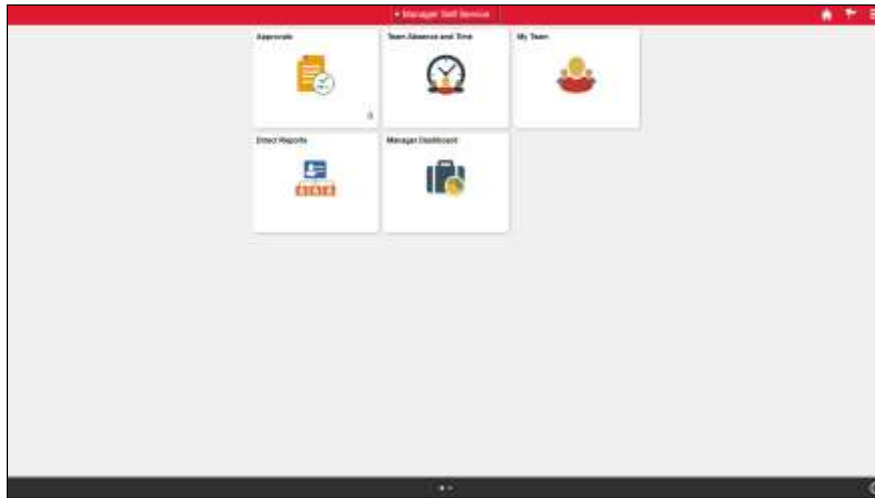 Manager Self Service
Approvals
Team Absence and Time
My Team
Direct Reports
Manager Dashboard